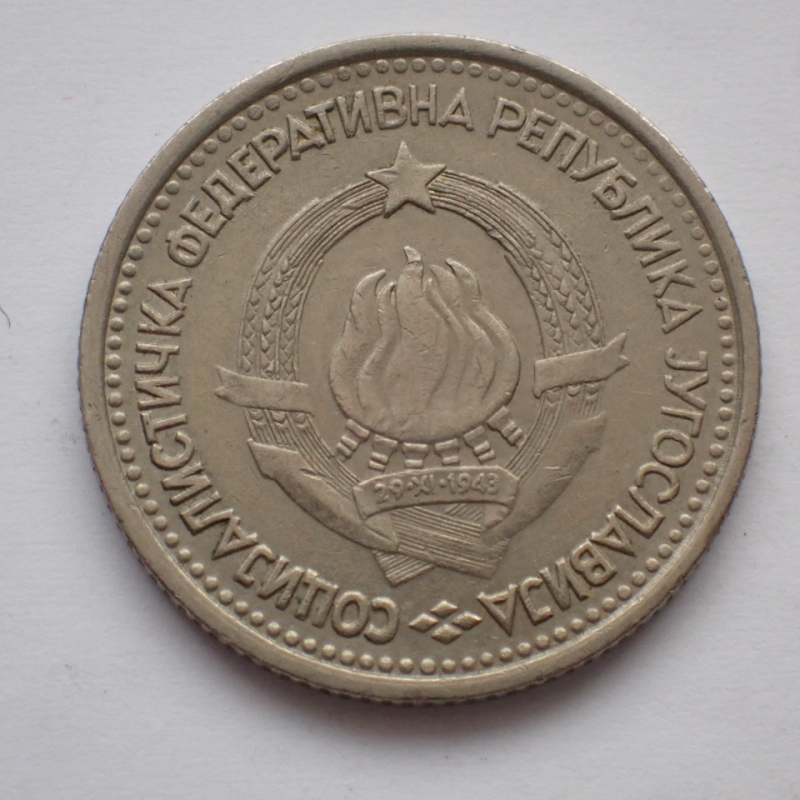 СОЦИЈАЛИСТИЧКА ФЕДЕРАТИВНА РЕПУБЛИКА ЈУГОСЛАВИЈА
29·XI·1943